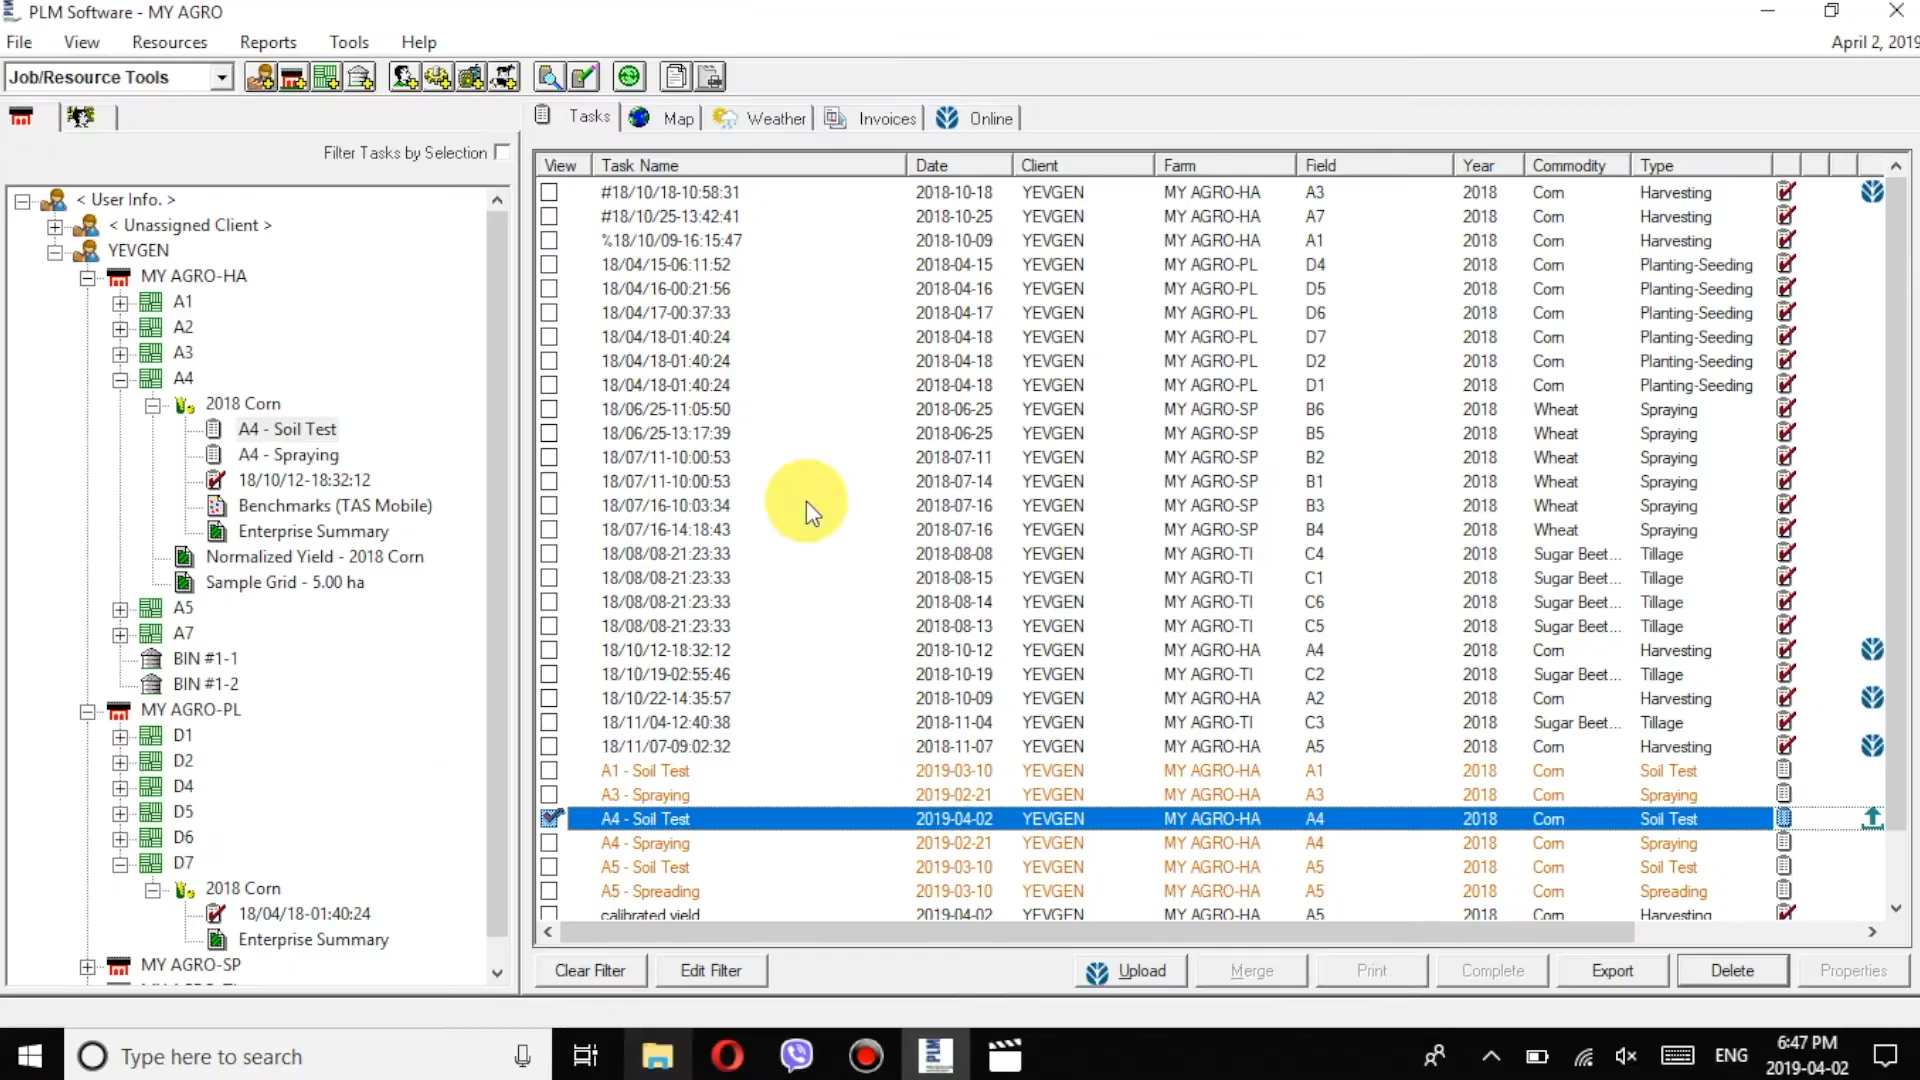 PLM Software - MY AGRO
File View Resources Reports Tools Help
April 2, 2019
Job/Resource Tools
Tasks Map Weather Invoices Online
Filter Tasks by Selection
< User Info. >
< Unassigned Client >
YEVGEN
MY AGRO-HA
A1
A2
A3
A4
2018 Corn
A4 - Soil Test
A4 - Spraying
18/10/12-18:32:12
Benchmarks (TAS Mobile)
Enterprise Summary
Normalized Yield - 2018 Corn
Sample Grid - 5.00 ha
A5
A7
BIN #1-1
BIN #1-2
MY AGRO-PL
D1
D2
D4
D5
D6
D7
2018 Corn
18/04/18-01:40:24
Enterprise Summary
MY AGRO-SP
View Task Name Date Client Farm Field Year Commodity Type
#18/10/18-10:58:31 2018-10-18 YEVGEN MY AGRO-HA A3 2018 Corn Harvesting
#18/10/25-13:42:41 2018-10-25 YEVGEN MY AGRO-HA A7 2018 Corn Harvesting
%18/10/09-16:15:47 2018-10-09 YEVGEN MY AGRO-HA A1 2018 Corn Harvesting
18/04/15-06:11:52 2018-04-15 YEVGEN MY AGRO-PL D4 2018 Corn Planting-Seeding
18/04/16-00:21:56 2018-04-16 YEVGEN MY AGRO-PL D5 2018 Corn Planting-Seeding
18/04/17-00:37:33 2018-04-17 YEVGEN MY AGRO-PL D6 2018 Corn Planting-Seeding
18/04/18-01:40:24 2018-04-18 YEVGEN MY AGRO-PL D7 2018 Corn Planting-Seeding
18/04/18-01:40:24 2018-04-18 YEVGEN MY AGRO-PL D2 2018 Corn Planting-Seeding
18/04/18-01:40:24 2018-04-18 YEVGEN MY AGRO-PL D1 2018 Corn Planting-Seeding
18/06/25-11:05:50 2018-06-25 YEVGEN MY AGRO-SP B6 2018 Wheat Spraying
18/06/25-13:17:39 2018-06-25 YEVGEN MY AGRO-SP B5 2018 Wheat Spraying
18/07/11-10:00:53 2018-07-11 YEVGEN MY AGRO-SP B2 2018 Wheat Spraying
18/07/11-10:00:53 2018-07-14 YEVGEN MY AGRO-SP B1 2018 Wheat Spraying
18/07/16-10:03:34 2018-07-16 YEVGEN MY AGRO-SP B3 2018 Wheat Spraying
18/07/16-14:18:43 2018-07-16 YEVGEN MY AGRO-SP B4 2018 Wheat Spraying
18/08/08-21:23:33 2018-08-08 YEVGEN MY AGRO-TI C4 2018 Sugar Beet... Tillage
18/08/08-21:23:33 2018-08-15 YEVGEN MY AGRO-TI C1 2018 Sugar Beet... Tillage
18/08/08-21:23:33 2018-08-14 YEVGEN MY AGRO-TI C6 2018 Sugar Beet... Tillage
18/08/08-21:23:33 2018-08-13 YEVGEN MY AGRO-TI C5 2018 Sugar Beet... Tillage
18/10/12-18:32:12 2018-10-12 YEVGEN MY AGRO-HA A4 2018 Corn Harvesting
18/10/19-02:55:46 2018-10-19 YEVGEN MY AGRO-TI C2 2018 Sugar Beet... Tillage
18/10/22-14:35:57 2018-10-09 YEVGEN MY AGRO-HA A2 2018 Corn Harvesting
18/11/04-12:40:38 2018-11-04 YEVGEN MY AGRO-TI C3 2018 Sugar Beet... Tillage
18/11/07-09:02:32 2018-11-07 YEVGEN MY AGRO-HA A5 2018 Corn Harvesting
A1 - Soil Test 2019-03-10 YEVGEN MY AGRO-HA A1 2018 Corn Soil Test
A3 - Spraying 2019-02-21 YEVGEN MY AGRO-HA A3 2018 Corn Spraying
A4 - Soil Test 2019-04-02 YEVGEN MY AGRO-HA A4 2018 Corn Soil Test
A4 - Spraying 2019-02-21 YEVGEN MY AGRO-HA A4 2018 Corn Spraying
A5 - Soil Test 2019-03-10 YEVGEN MY AGRO-HA A5 2018 Corn Soil Test
A5 - Spreading 2019-03-10 YEVGEN MY AGRO-HA A5 2018 Corn Spreading
calibrated yield 2019-04-02 YEVGEN MY AGRO-HA A5 2018 Corn Harvesting
Clear Filter Edit Filter Upload Merge Print Complete Export Delete Properties
Type here to search
PLM
ENG
6:47 PM
2019-04-02